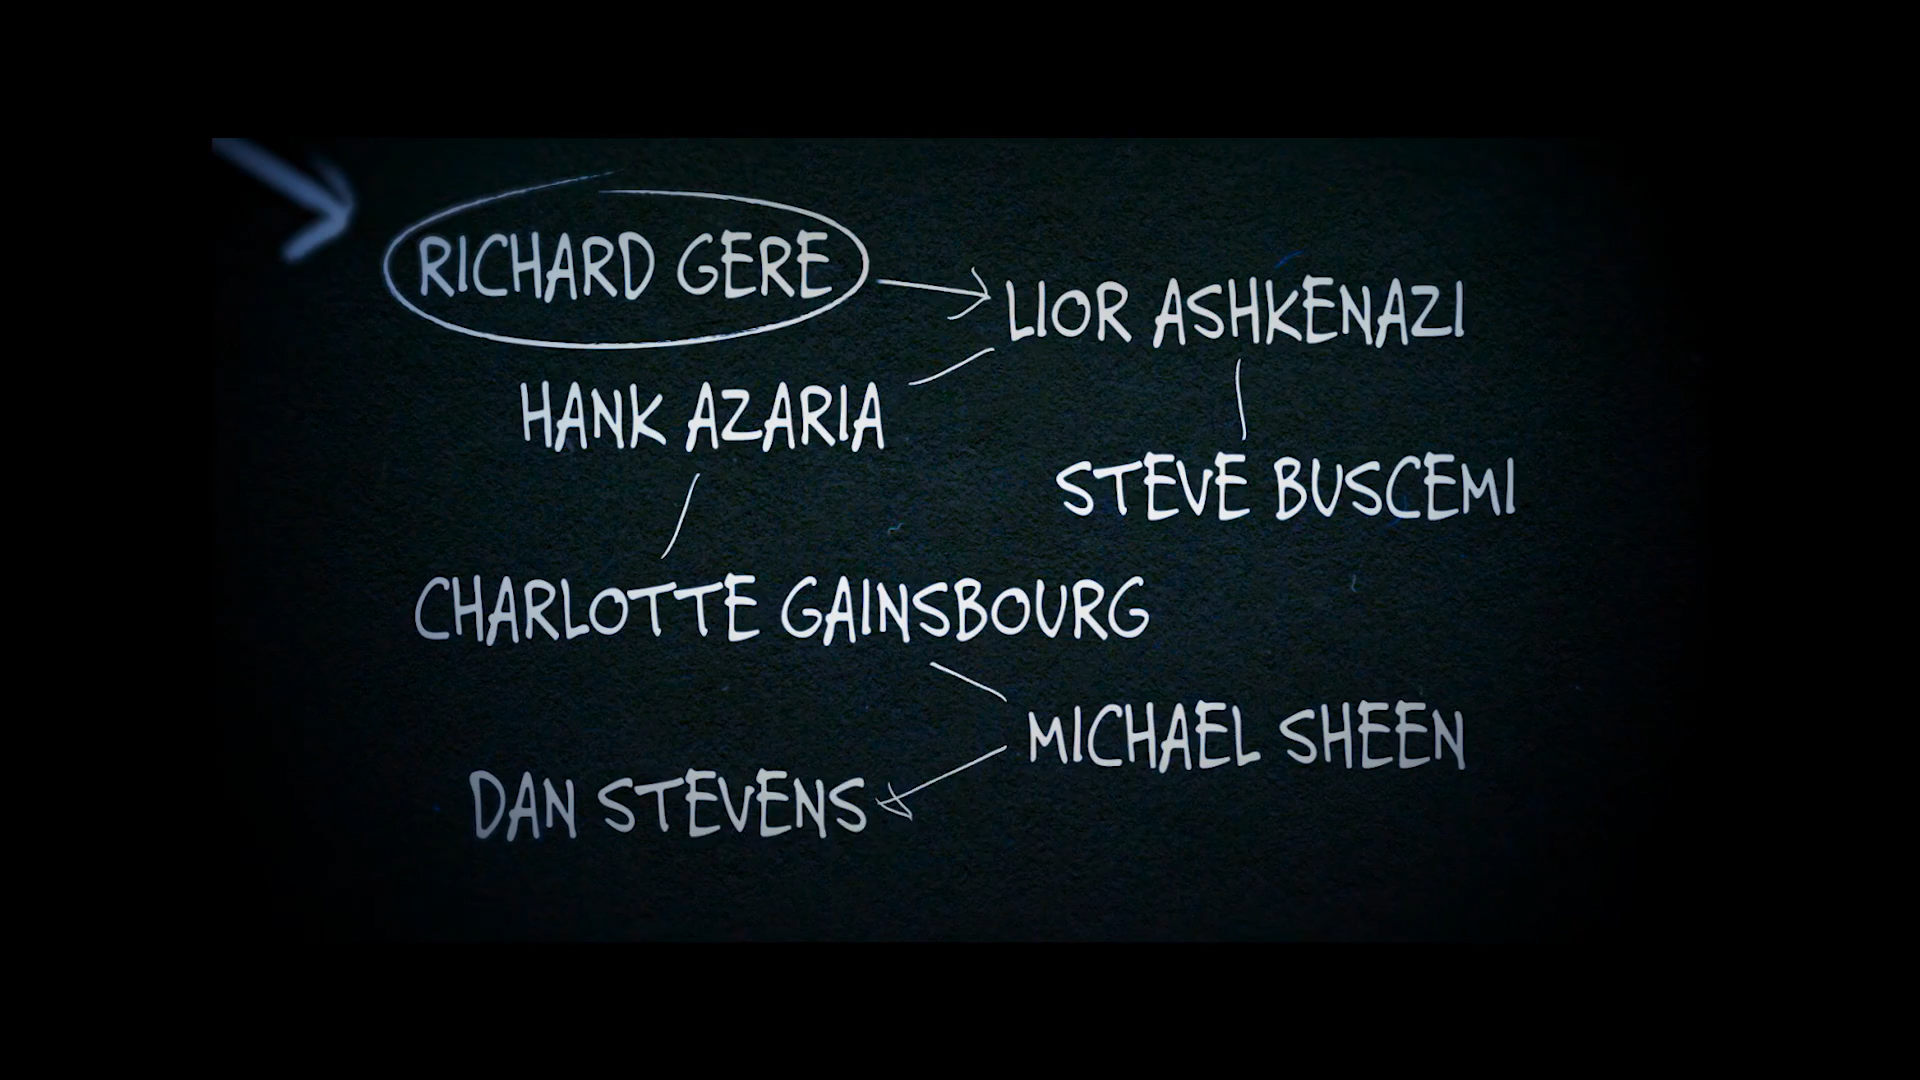 RICHARD GERE
LIOR ASHKENAZI
HANK AZARIA
STEVE BUSCEMI
CHARLOTTE GAINSBOURG
MICHAEL SHEEN
DAN STEVENS